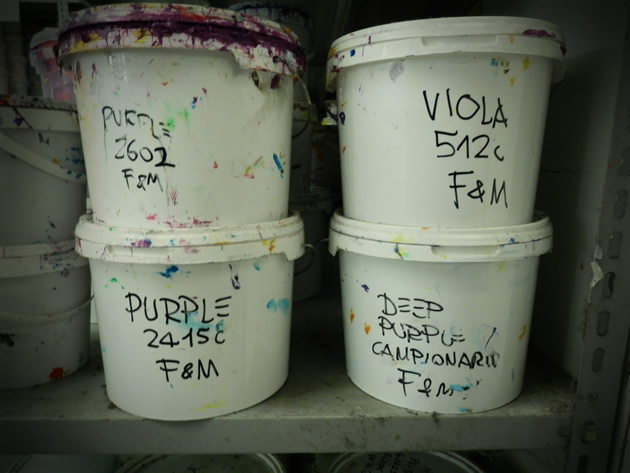 PURPLE
2602
F&M
VIOLA
512c
F&M
PURPLE
2415c
F&M
DEEP
PURPLE
CAMPIONARIO
F&M